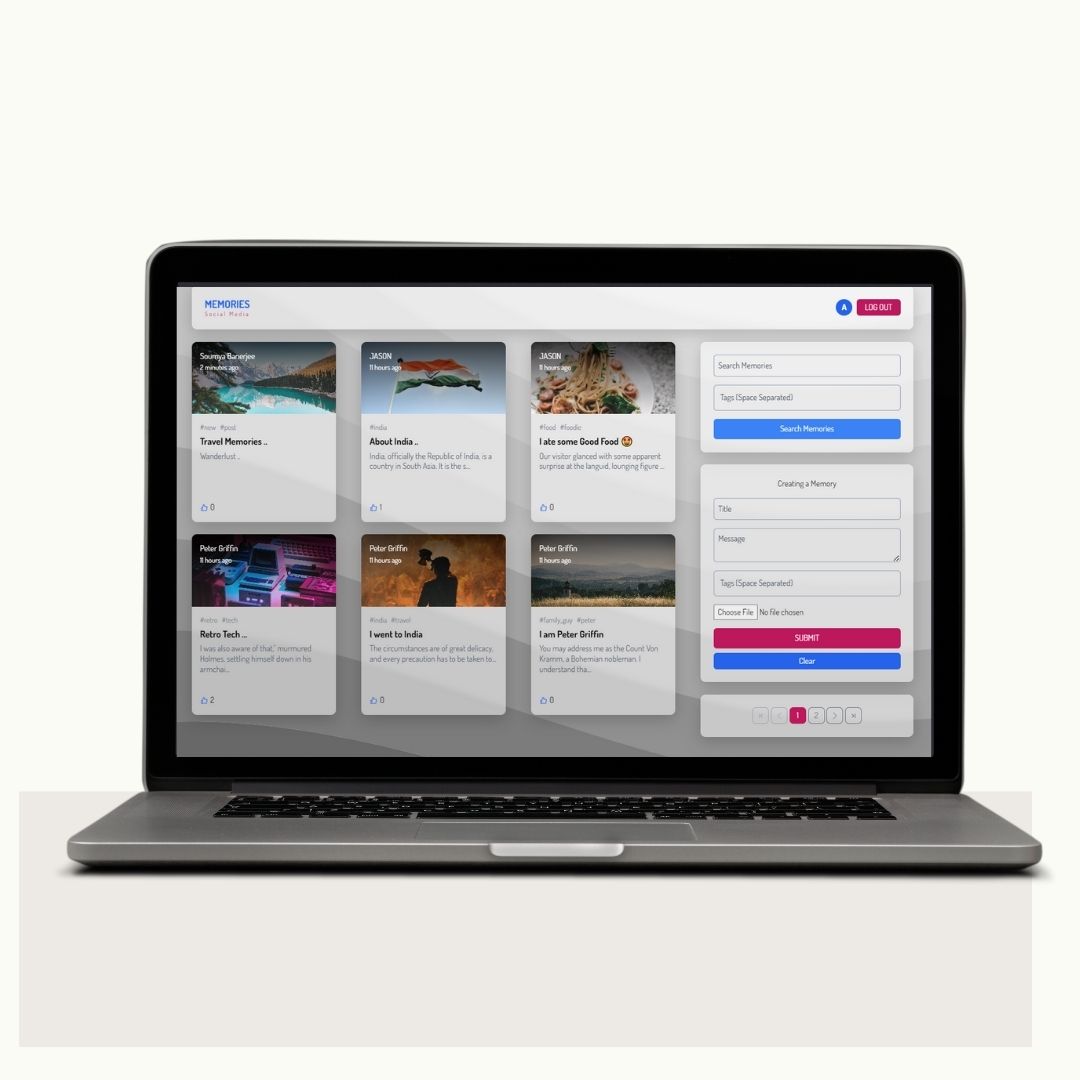 MEMORIES
Social Media
A
LOG OUT
Soumya Banerjee
2 minutes ago
#new #post
Travel Memories ..
Wanderlust ..
0
JASON
11 hours ago
#india
About India ..
India, officially the Republic of India, is a
country in South Asia. It is the s...
1
JASON
11 hours ago
#food #foodie
I ate some Good Food 🤩
Our visitor glanced with some apparent
surprise at the languid, lounging figure ...
0
Peter Griffin
11 hours ago
#retro #tech
Retro Tech ...
I was also aware of that," murmured
Holmes, settling himself down in his
armchai...
2
Peter Griffin
11 hours ago
#india #travel
I went to India
The circumstances are of great delicacy,
and every precaution has to be taken to...
0
Peter Griffin
11 hours ago
#family_guy #peter
I am Peter Griffin
You may address me as the Count Von
Kramm, a Bohemian nobleman. I
understand tha...
0
Search Memories
Tags (Space Separated)
Search Memories
Creating a Memory
Title
Message
Tags (Space Separated)
Choose File No file chosen
SUBMIT
Clear
1 2